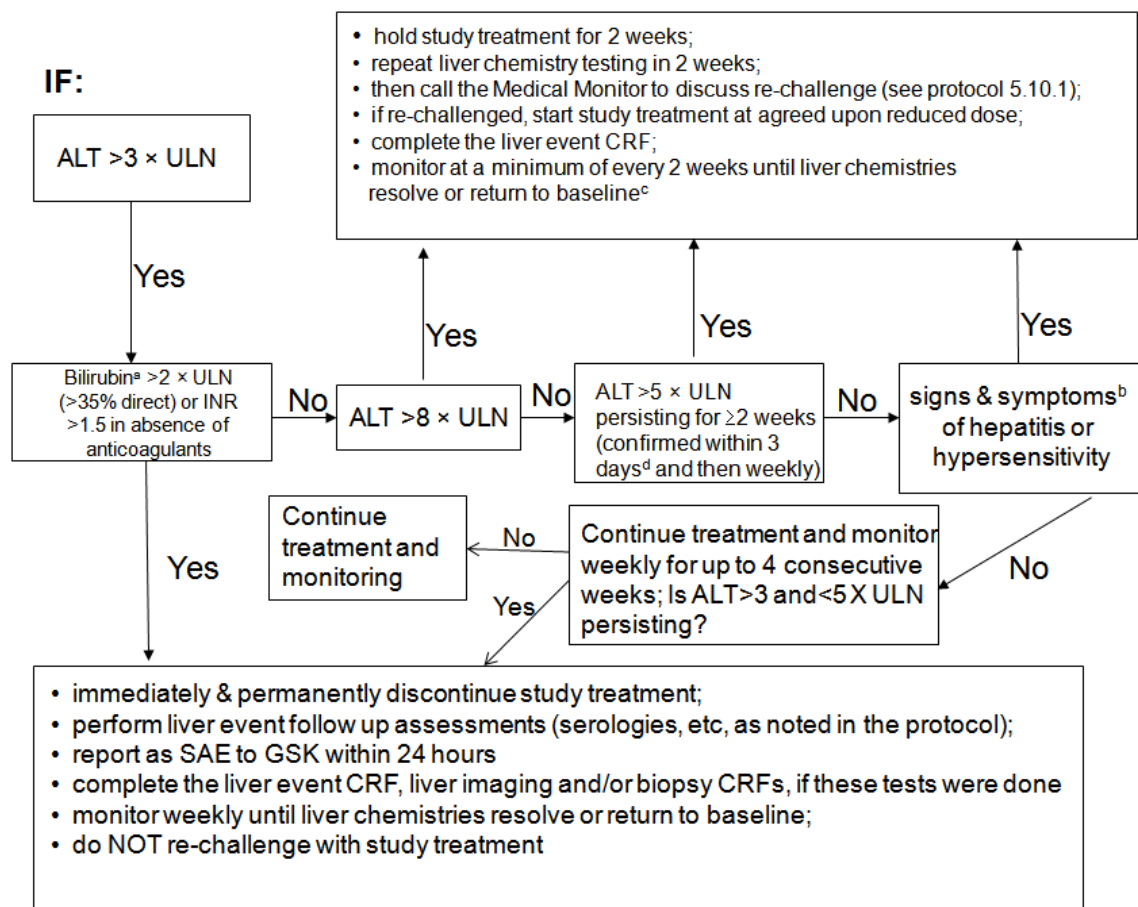 • hold study treatment for 2 weeks;
• repeat liver chemistry testing in 2 weeks;
• then call the Medical Monitor to discuss re-challenge (see protocol 5.10.1);
• if re-challenged, start study treatment at agreed upon reduced dose;
• complete the liver event CRF;
• monitor at a minimum of every 2 weeks until liver chemistries
resolve or return to baselineᶜ
IF:
ALT >3 × ULN
Yes
Yes
Yes
Yes
Bilirubinᵃ >2 × ULN
(>35% direct) or INR
>1.5 in absence of
anticoagulants
No
ALT >8 × ULN
No
ALT >5 × ULN
persisting for ≥2 weeks
(confirmed within 3
daysᵈ and then weekly)
No
signs & symptomsᵇ
of hepatitis or
hypersensitivity
Yes
No
Continue treatment and monitor
weekly for up to 4 consecutive
weeks; Is ALT>3 and<5 X ULN
persisting?
No
Continue
treatment and
monitoring
Yes
• immediately & permanently discontinue study treatment;
• perform liver event follow up assessments (serologies, etc, as noted in the protocol);
• report as SAE to GSK within 24 hours
• complete the liver event CRF, liver imaging and/or biopsy CRFs, if these tests were done
• monitor weekly until liver chemistries resolve or return to baseline;
• do NOT re-challenge with study treatment